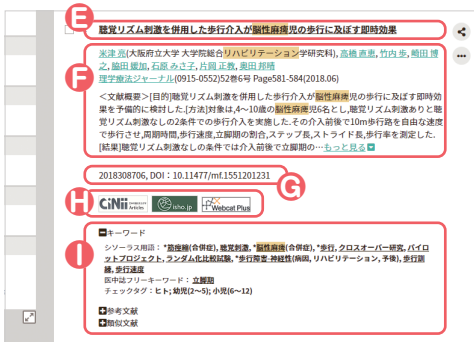 E
聴覚リズム刺激を併用した歩行介入が脳性麻痺児の歩行に及ぼす即時効果
F
米津亮(大阪府立大学 大学院総合リハビリテーション学研究科), 高橋恵恵, 竹内歩, 崎田博
之, 脇田媛加, 石原みさ子, 片岡正教, 奥田邦晴
理学療法ジャーナル(0915-0552)52巻6号 Page581-584(2018.06)
<文献概要>[目的]聴覚リズム刺激を併用した歩行介入が脳性麻痺児の歩行に及ぼす即時効
果を予備的に検討した.[方法]対象は,4〜10歳の脳性麻痺児6名とし,聴覚リズム刺激ありと聴
覚リズム刺激なしの2条件での歩行介入を実施した.その介入前後で10m歩行路を自由な速度
で歩行させ,周期時間,歩行速度,立脚期の割合,ステップ長,ストライド長,歩行率を測定した.
[結果]聴覚リズム刺激なしの条件では介入前後で立脚期の…もっと見る
2018308706, DOI：10.11477/mf.1551201231
G
H
CiNii Articles isho.jp Webcat Plus
I
キーワード
シソーラス用語： *筋痙縮(合併症), 聴覚刺激, *脳性麻痺(合併症), *歩行, クロスオーバー研究, パイロ
ットプロジェクト, ランダム化比較試験, *歩行障害-神経性(病因, リハビリテーション, 予後), 歩行訓
練, 歩行速度
医中誌フリーキーワード： 立脚期
チェックタグ：ヒト; 幼児(2〜5); 小児(6〜12)
参考文献
類似文献